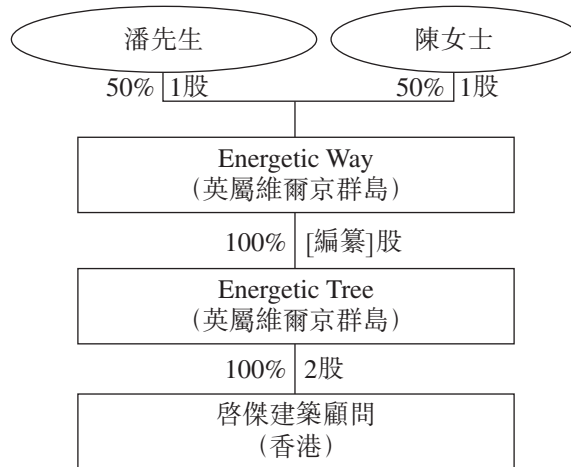 潘先生
陳女士
50% 1股
50% 1股
Energetic Way
(英屬維爾京群島)
100% [編纂]股
Energetic Tree
(英屬維爾京群島)
100% 2股
啓傑建築顧問
(香港)